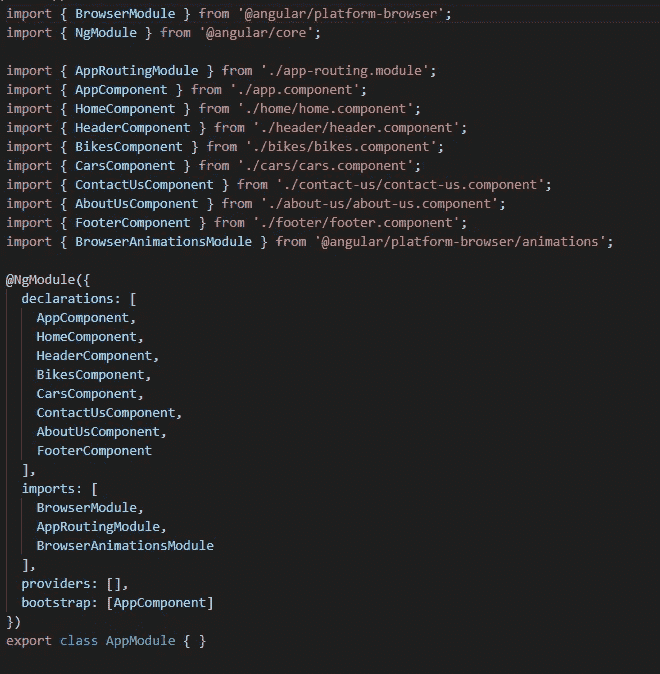 import { BrowserModule } from '@angular/platform-browser';
import { NgModule } from '@angular/core';
import { AppRoutingModule } from './app-routing.module';
import { AppComponent } from './app.component';
import { HomeComponent } from './home/home.component';
import { HeaderComponent } from './header/header.component';
import { BikesComponent } from './bikes/bikes.component';
import { CarsComponent } from './cars/cars.component';
import { ContactUsComponent } from './contact-us/contact-us.component';
import { AboutUsComponent } from './about-us/about-us.component';
import { FooterComponent } from './footer/footer.component';
import { BrowserAnimationsModule } from '@angular/platform-browser/animations';
@NgModule({
  declarations: [
    AppComponent,
    HomeComponent,
    HeaderComponent,
    BikesComponent,
    CarsComponent,
    ContactUsComponent,
    AboutUsComponent,
    FooterComponent
  ],
  imports: [
    BrowserModule,
    AppRoutingModule,
    BrowserAnimationsModule
  ],
  providers: [],
  bootstrap: [AppComponent]
})
export class AppModule { }